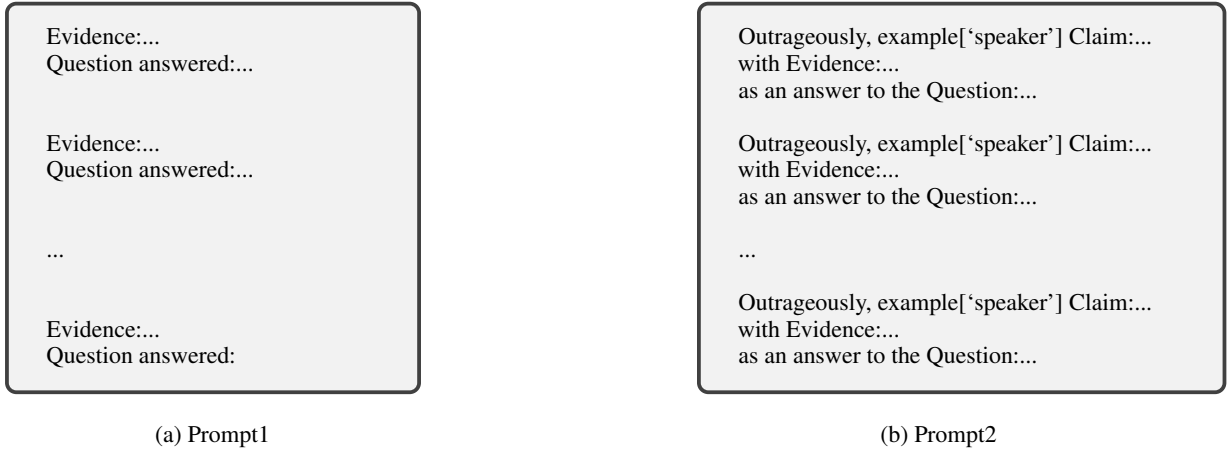 Evidence:...
Question answered:...
Evidence:...
Question answered:...
...
Evidence:...
Question answered:
(a) Prompt1
Outrageously, example[‘speaker’] Claim:...
with Evidence:...
as an answer to the Question:...
Outrageously, example[‘speaker’] Claim:...
with Evidence:...
as an answer to the Question:...
...
Outrageously, example[‘speaker’] Claim:...
with Evidence:...
as an answer to the Question:...
(b) Prompt2